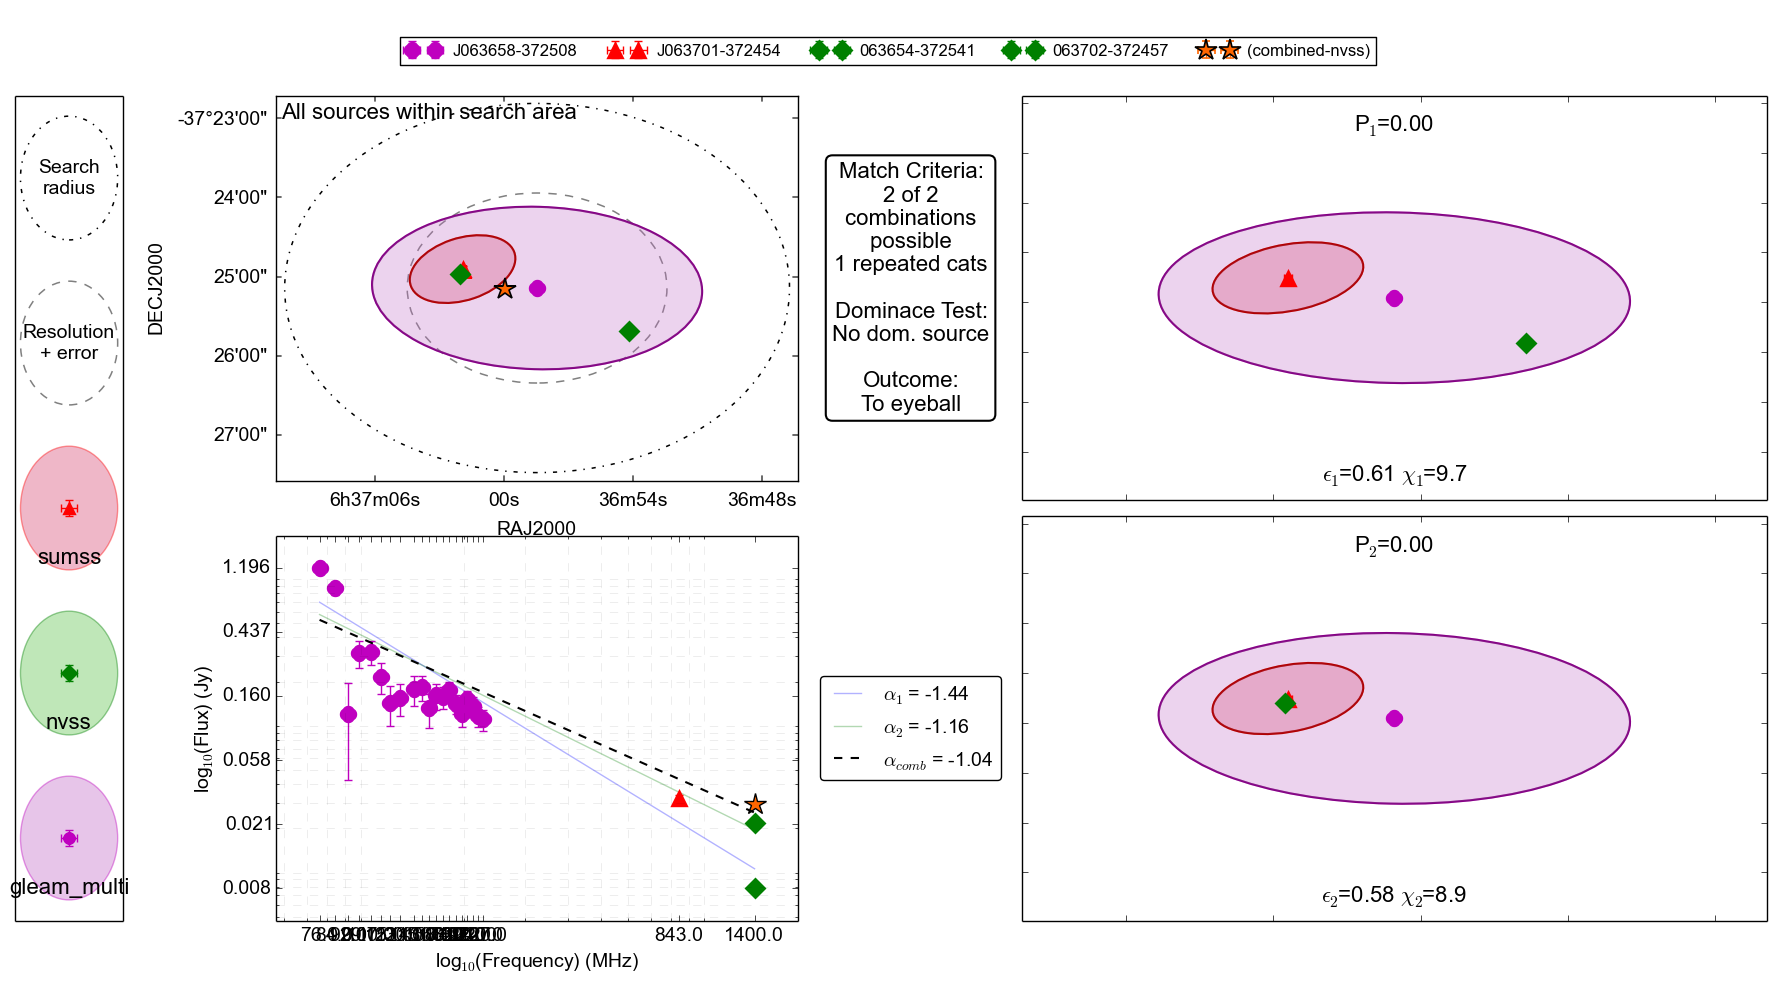 J063658-372508
J063701-372454
063654-372541
063702-372457
(combined-nvss)
Search
radius
Resolution
+ error
sumss
nvss
gleam_multi
All sources within search area
DECJ2000
-37°23'00"
24'00"
25'00"
26'00"
27'00"
6h37m06s
00s
36m54s
36m48s
RAJ2000
Match Criteria:
2 of 2
combinations
possible
1 repeated cats
Dominace Test:
No dom. source
Outcome:
To eyeball
P1=0.00
ϵ1=0.61 χ1=9.7
log10(Flux) (Jy)
1.196
0.437
0.160
0.058
0.021
0.008
843.0
1400.0
log10(Frequency) (MHz)
α1 = -1.44
α2 = -1.16
αcomb = -1.04
P2=0.00
ϵ2=0.58 χ2=8.9